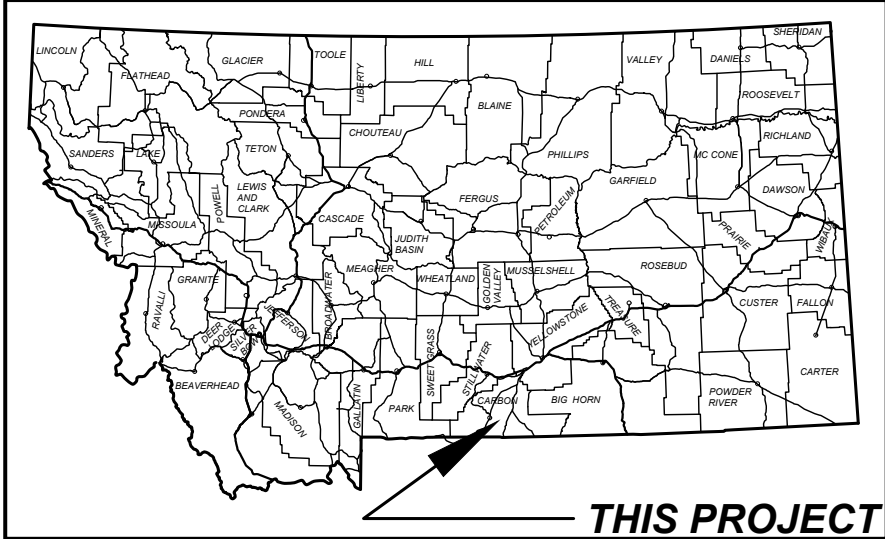 SHERIDAN
LINCOLN
GLACIER
TOOLE
HILL
VALLEY
DANIELS
FLATHEAD
LIBERTY
BLAINE
ROOSEVELT
PONDERA
CHOUTEAU
RICHLAND
SANDERS
LAKE
TETON
PHILLIPS
MC CONE
LEWIS
AND
CLARK
POWELL
FERGUS
PETROLEUM
GARFIELD
DAWSON
MINERAL
MISSOULA
CASCADE
JUDITH
BASIN
PRAIRIE
WIBAUX
GRANITE
MEAGHER
WHEATLAND
GOLDEN
VALLEY
MUSSELSHELL
ROSEBUD
RAVALLI
BROADWATER
JEFFERSON
TREASURE
CUSTER
FALLON
DEER
LODGE
SILVER
BOW
YELLOWSTONE
SWEET GRASS
STILLWATER
BEAVERHEAD
MADISON
GALLATIN
PARK
CARBON
BIG HORN
POWDER
RIVER
CARTER
THIS PROJECT